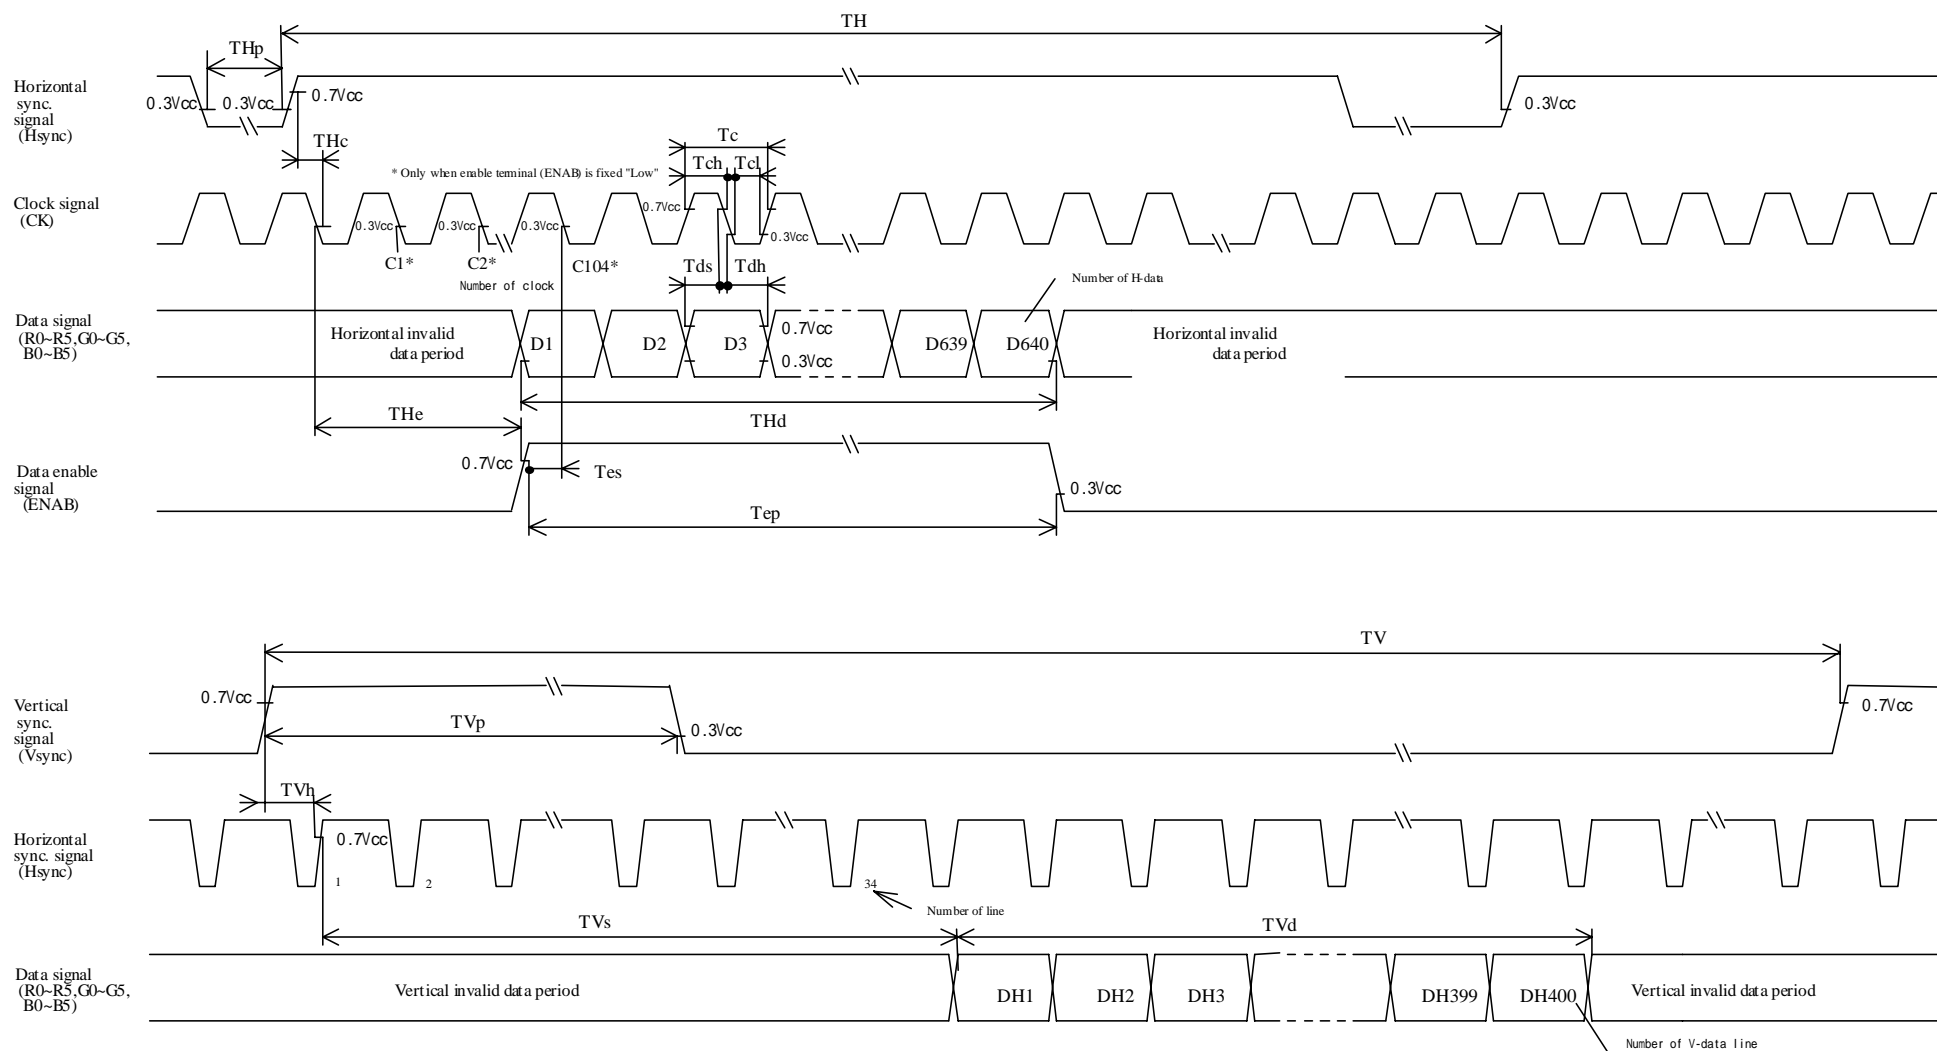 TH
THp
Horizontal
sync.
signal
(Hsync)
0.3Vcc
0.3Vcc
0.7Vcc
0.3Vcc
THc
Tc
Tch
Tcl
* Only when enable terminal (ENAB) is fixed "Low"
Clock signal
(CK)
0.3Vcc
0.3Vcc
0.3Vcc
0.7Vcc
0.3Vcc
C1*
C2*
C104*
Number of clock
Tds
Tdh
Number of H-data
Data signal
(R0~R5,G0~G5,
B0~B5)
Horizontal invalid
data period
D1
D2
D3
0.7Vcc
0.3Vcc
D639
D640
Horizontal invalid
data period
THe
THd
Data enable
signal
(ENAB)
0.7Vcc
Tes
0.3Vcc
Tep
TV
Vertical
sync.
signal
(Vsync)
0.7Vcc
TVp
0.3Vcc
0.7Vcc
TVh
Horizontal
sync. signal
(Hsync)
0.7Vcc
1
2
34
Number of line
TVs
TVd
Data signal
(R0~R5,G0~G5,
B0~B5)
Vertical invalid data period
DH1
DH2
DH3
DH399
DH400
Vertical invalid data period
Number of V-data line